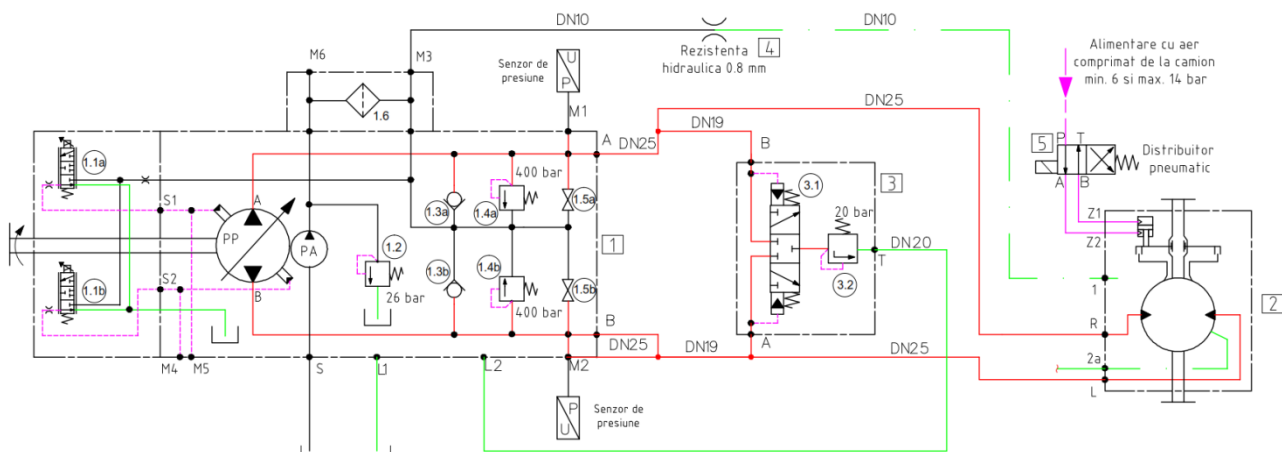 DN10
DN10
M6
M3
Senzor de
presiune
U
P
Rezistenta
hidraulica 0.8 mm
4
Alimentare cu aer
comprimat de la camion
min. 6 si max. 14 bar
1.6
M1
DN25
A
DN25
DN19
B
P
T
5
Distribuitor
pneumatic
A
B
1.1a
S1
A
PP
PA
1.2
26 bar
1.3a
400 bar
1.4a
1.5a
1
3.1
3
20 bar
DN20
T
3.2
Z1
Z2
1
2
1.1b
S2
B
1.3b
1.4b
400 bar
1.5b
B
DN25
DN19
A
DN25
R
2a
L
M4
M5
S
L1
L2
M2
P
U
Senzor de
presiune